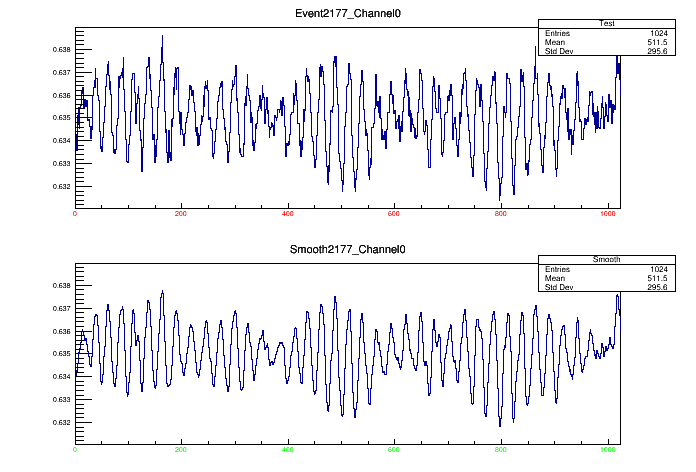 Event2177_Channel0
Test
Entries 1024
Mean 511.5
Std Dev 295.6
0.638
0.637
0.636
0.635
0.634
0.633
0.632
0 200 400 600 800 1000
Smooth2177_Channel0
Smooth
Entries 1024
Mean 511.5
Std Dev 295.6
0.638
0.637
0.636
0.635
0.634
0.633
0.632
0 200 400 600 800 1000